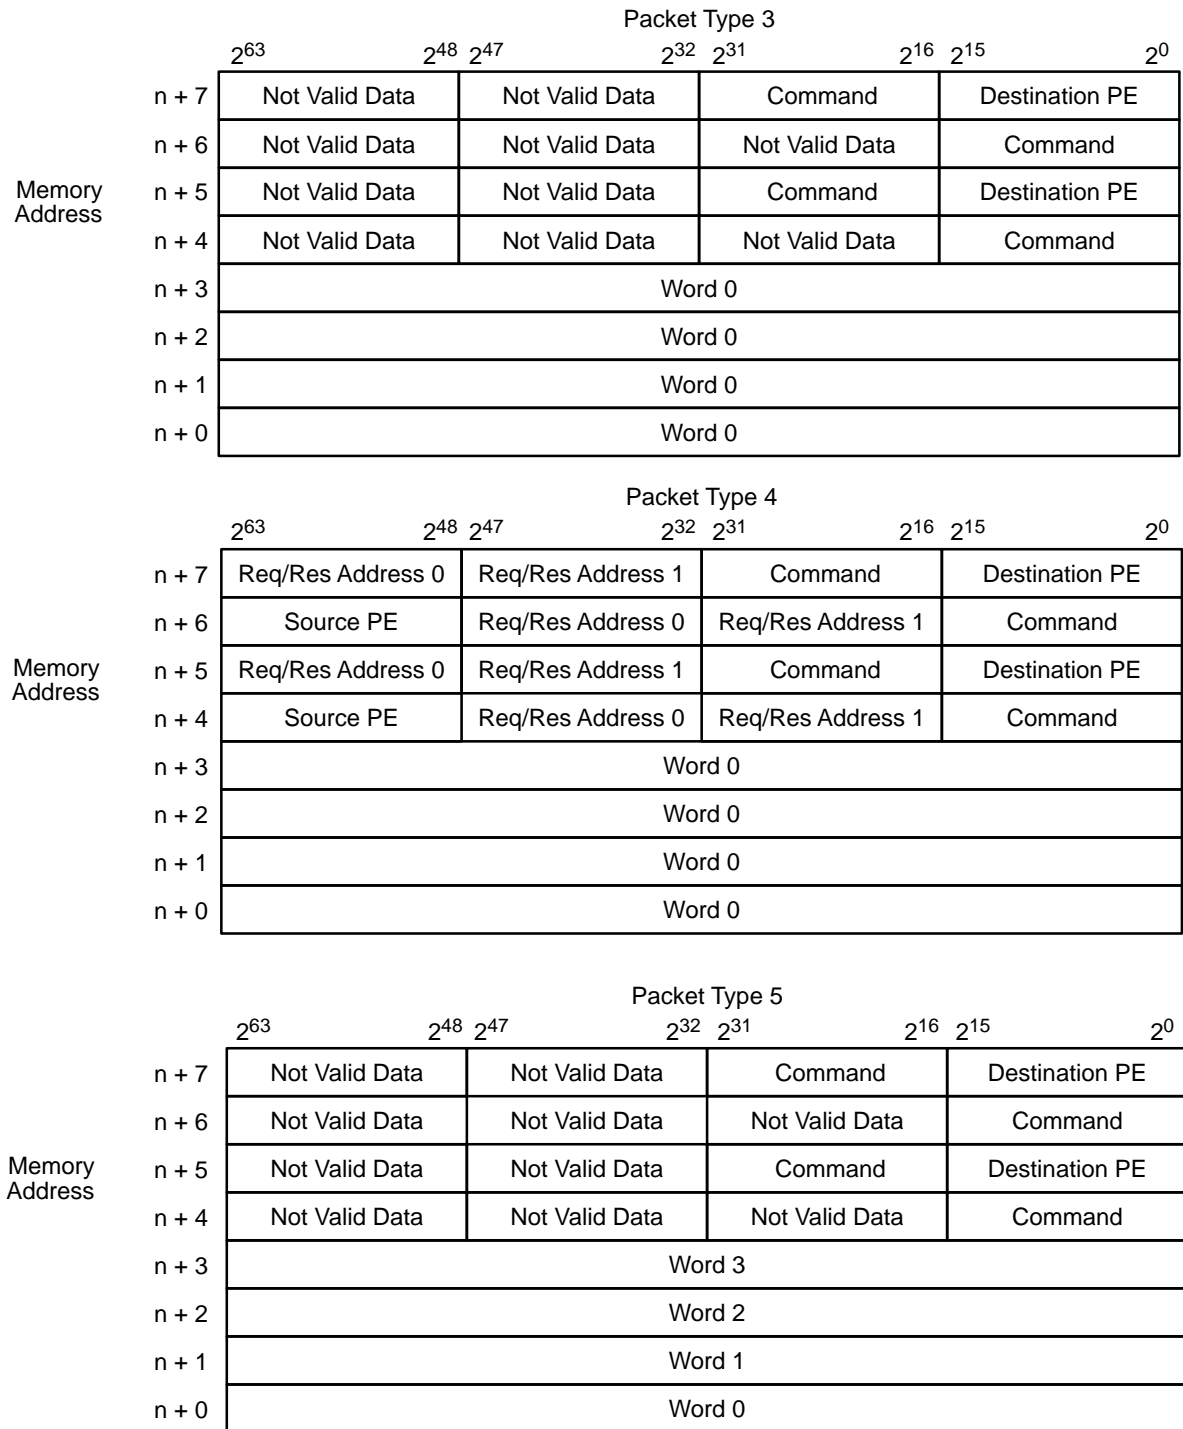 Packet Type 3
2^63 2^48 2^47 2^32 2^31 2^16 2^15 2^0
n + 7 Not Valid Data Not Valid Data Command Destination PE
n + 6 Not Valid Data Not Valid Data Not Valid Data Command
Memory Address
n + 5 Not Valid Data Not Valid Data Command Destination PE
n + 4 Not Valid Data Not Valid Data Not Valid Data Command
n + 3 Word 0
n + 2 Word 0
n + 1 Word 0
n + 0 Word 0
Packet Type 4
2^63 2^48 2^47 2^32 2^31 2^16 2^15 2^0
n + 7 Req/Res Address 0 Req/Res Address 1 Command Destination PE
n + 6 Source PE Req/Res Address 0 Req/Res Address 1 Command
Memory Address
n + 5 Req/Res Address 0 Req/Res Address 1 Command Destination PE
n + 4 Source PE Req/Res Address 0 Req/Res Address 1 Command
n + 3 Word 0
n + 2 Word 0
n + 1 Word 0
n + 0 Word 0
Packet Type 5
2^63 2^48 2^47 2^32 2^31 2^16 2^15 2^0
n + 7 Not Valid Data Not Valid Data Command Destination PE
n + 6 Not Valid Data Not Valid Data Not Valid Data Command
Memory Address
n + 5 Not Valid Data Not Valid Data Command Destination PE
n + 4 Not Valid Data Not Valid Data Not Valid Data Command
n + 3 Word 3
n + 2 Word 2
n + 1 Word 1
n + 0 Word 0